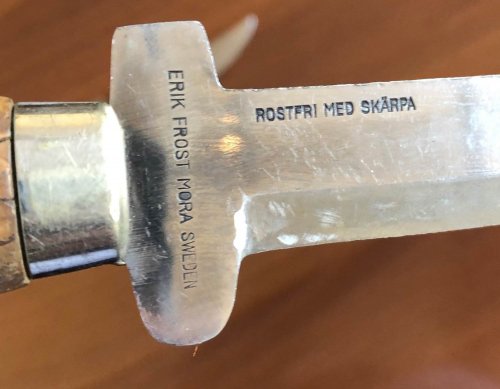 ERIK FROST MORA SWEDEN
ROSTFRI MED SKÄRPA